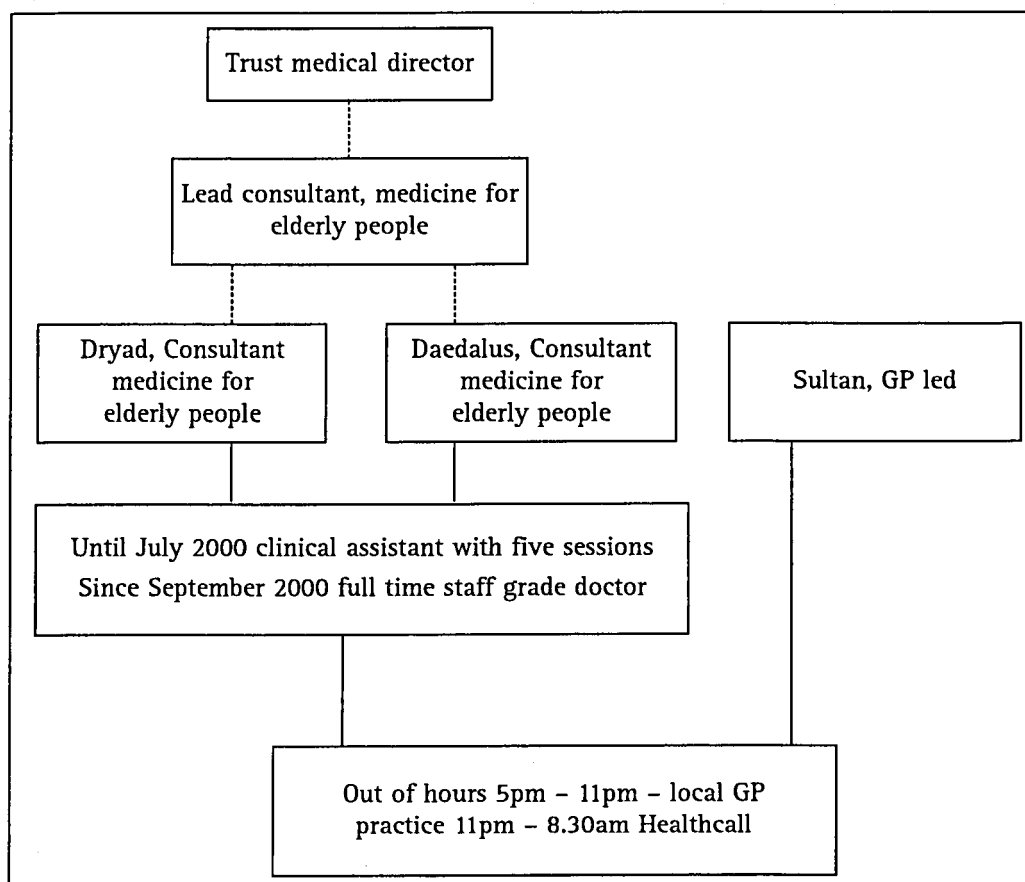 Trust medical director
Lead consultant, medicine for
elderly people
Dryad, Consultant
medicine for
elderly people
Daedalus, Consultant
medicine for
elderly people
Sultan, GP led
Until July 2000 clinical assistant with five sessions
Since September 2000 full time staff grade doctor
Out of hours 5pm – 11pm – local GP
practice 11pm – 8.30am Healthcall